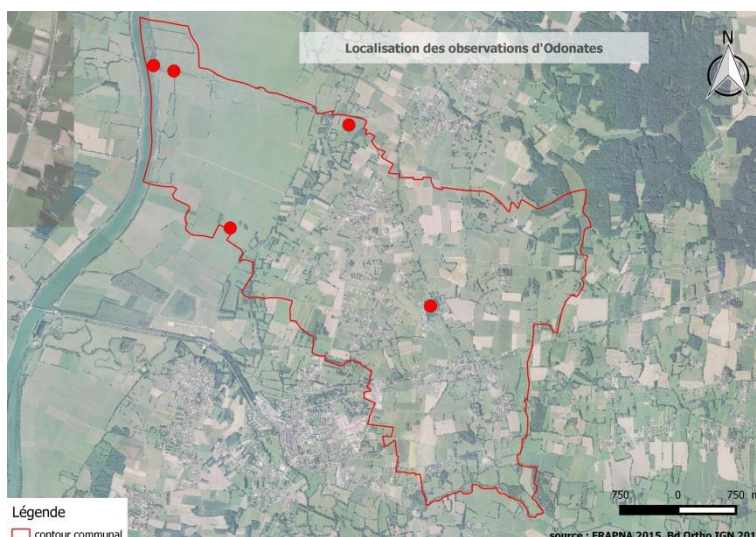 Localisation des observations d'Odonates
N
Légende
contour communal
750 0 750 m
source : FRAPNA 2015, Bd Ortho IGN